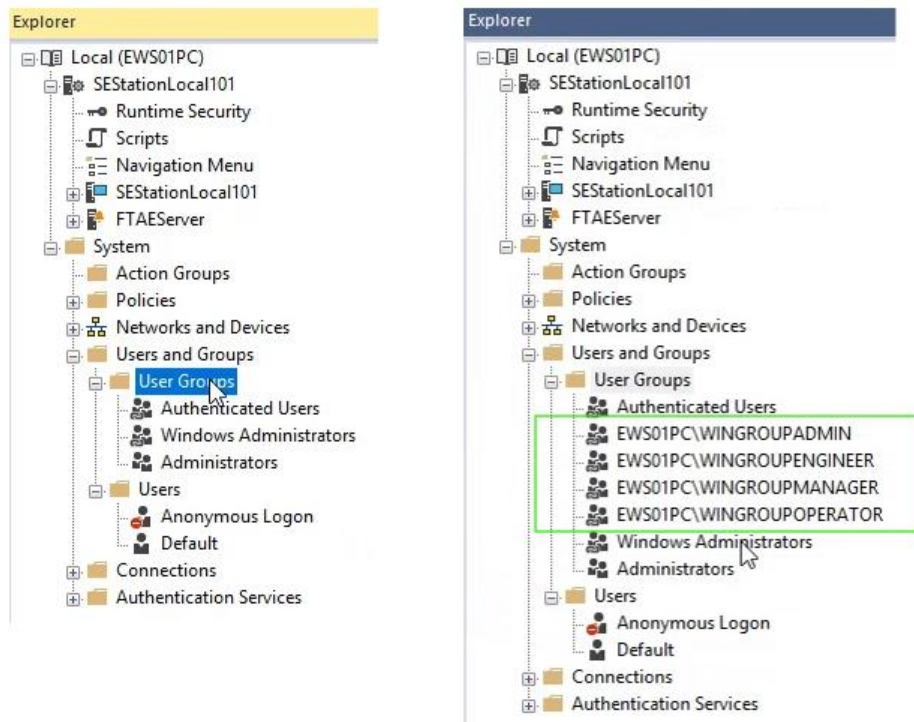 Explorer
Local (EWS01PC)
SEStationLocal101
Runtime Security
Scripts
Navigation Menu
SEStationLocal101
FTAEServer
System
Action Groups
Policies
Networks and Devices
Users and Groups
User Groups
Authenticated Users
Windows Administrators
Administrators
Users
Anonymous Logon
Default
Connections
Authentication Services
Explorer
Local (EWS01PC)
SEStationLocal101
Runtime Security
Scripts
Navigation Menu
SEStationLocal101
FTAEServer
System
Action Groups
Policies
Networks and Devices
Users and Groups
User Groups
Authenticated Users
EWS01PC\WINGROUPADMIN
EWS01PC\WINGROUPENGINEER
EWS01PC\WINGROUPMANAGER
EWS01PC\WINGROUPOPERATOR
Windows Administrators
Administrators
Users
Anonymous Logon
Default
Connections
Authentication Services